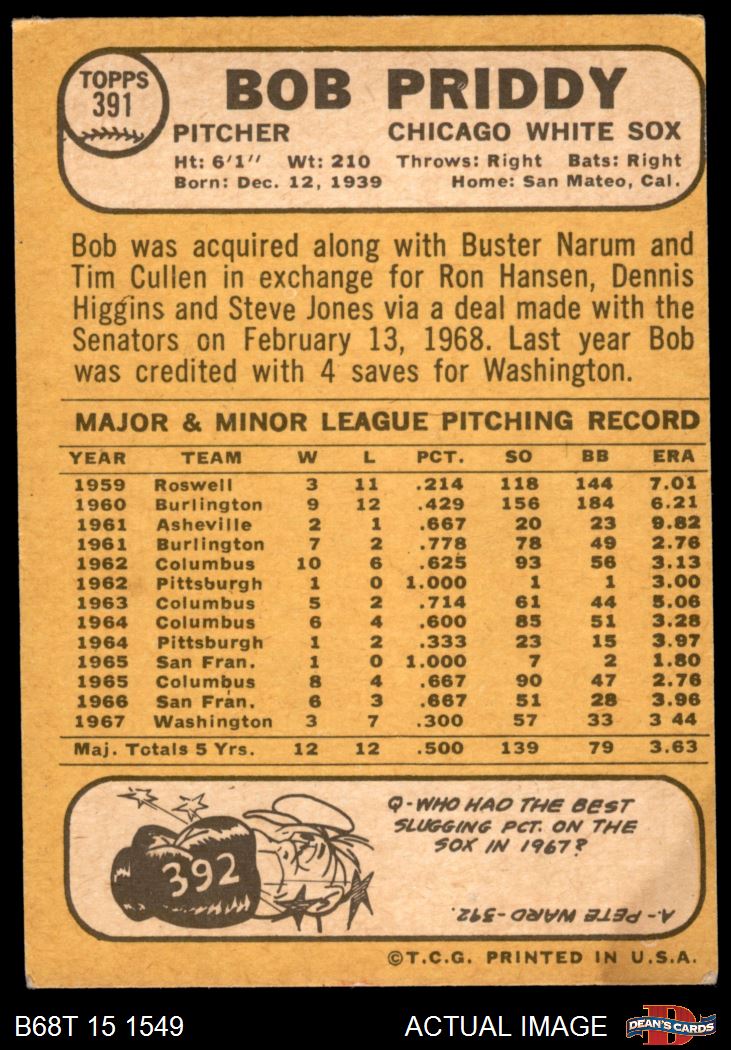 TOPPS
391
BOB PRIDDY
PITCHER CHICAGO WHITE SOX
Ht: 6'1" Wt: 210 Throws: Right Bats: Right
Born: Dec. 12, 1939 Home: San Mateo, Cal.
Bob was acquired along with Buster Narum and
Tim Cullen in exchange for Ron Hansen, Dennis
Higgins and Steve Jones via a deal made with the
Senators on February 13, 1968. Last year Bob
was credited with 4 saves for Washington.
MAJOR & MINOR LEAGUE PITCHING RECORD
YEAR TEAM W L PCT. SO BB ERA
1959 Roswell 3 11 .214 118 144 7.01
1960 Burlington 9 12 .429 156 184 6.21
1961 Asheville 2 1 .667 20 23 9.82
1961 Burlington 7 2 .778 78 49 2.76
1962 Columbus 10 6 .625 93 56 3.13
1962 Pittsburgh 1 0 1.000 1 1 3.00
1963 Columbus 5 2 .714 61 44 5.06
1964 Columbus 6 4 .600 85 51 3.28
1964 Pittsburgh 1 2 .333 23 15 3.97
1965 San Fran. 1 0 1.000 7 2 1.80
1965 Columbus 8 4 .667 90 47 2.76
1966 San Fran. 6 3 .667 51 28 3.96
1967 Washington 3 7 .300 57 33 3 44
Maj. Totals 5 Yrs. 12 12 .500 139 79 3.63
Q-WHO HAD THE BEST
SLUGGING PCT. ON THE
SOX IN 1967?
392
A-PETE WARD-.392.
©T.C.G. PRINTED IN U.S.A.
B68T 15 1549 ACTUAL IMAGE D DEAN'S CARDS